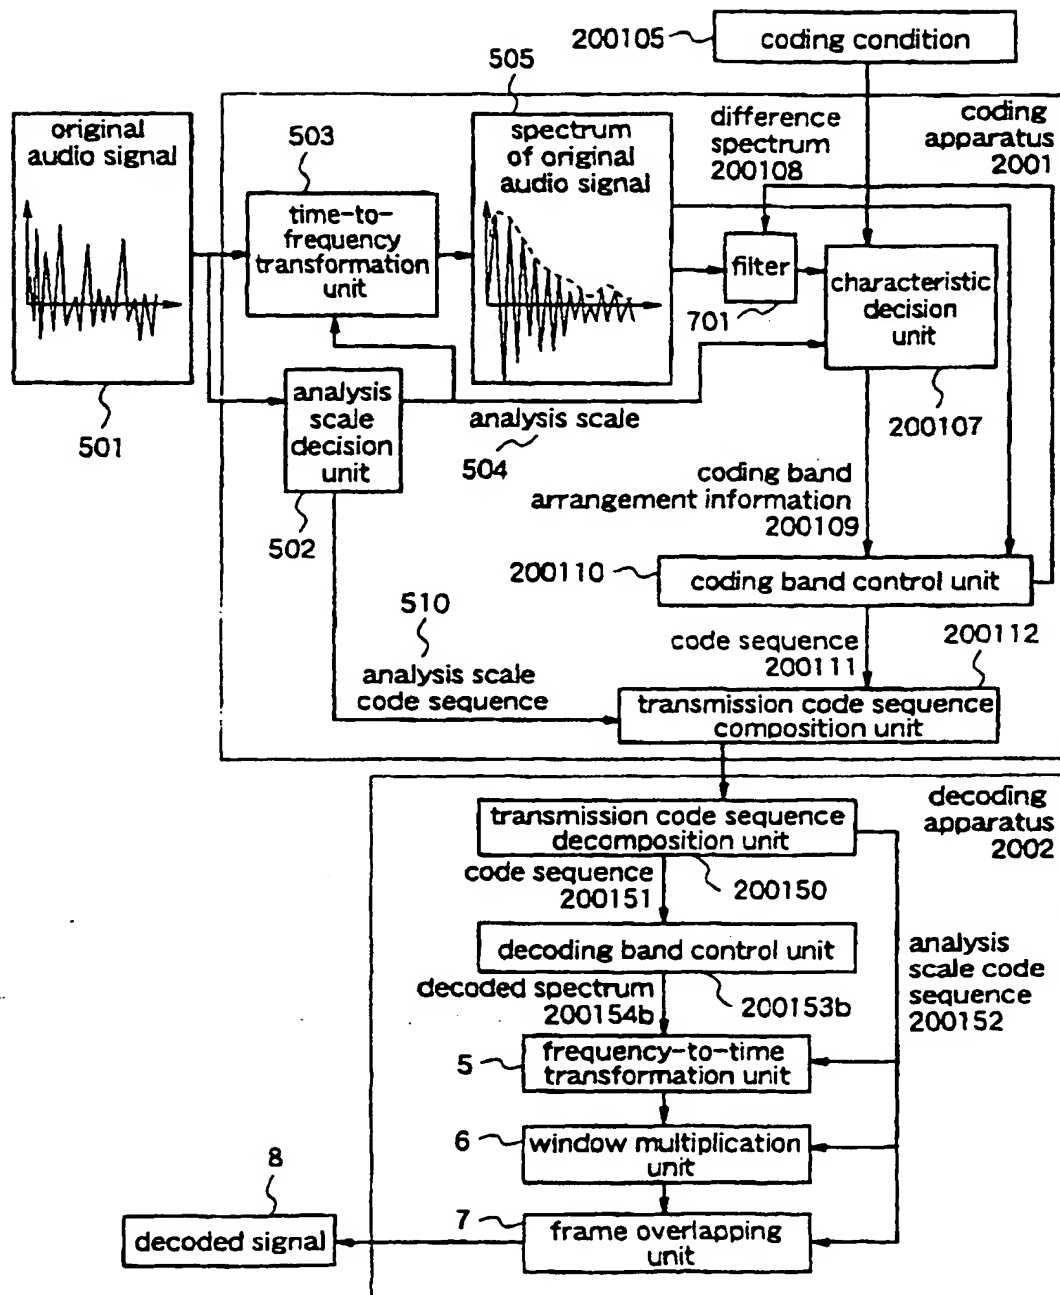 200105
coding condition
505
original
audio signal
503
spectrum
of original
audio signal
difference
spectrum
200108
coding
apparatus
2001
time-to-
frequency
transformation
unit
filter
701
characteristic
decision
unit
501
analysis
scale
decision
unit
analysis scale
504
200107
502
coding band
arrangement information
200109
200110
coding band control unit
510
analysis scale
code sequence
code sequence
200111
200112
transmission code sequence
composition unit
decoding
apparatus
2002
transmission code sequence
decomposition unit
code sequence
200151
200150
decoding band control unit
analysis
scale code
sequence
200152
decoded spectrum
200154b
200153b
5
frequency-to-time
transformation unit
6
window multiplication
unit
8
7
decoded signal
frame overlapping
unit